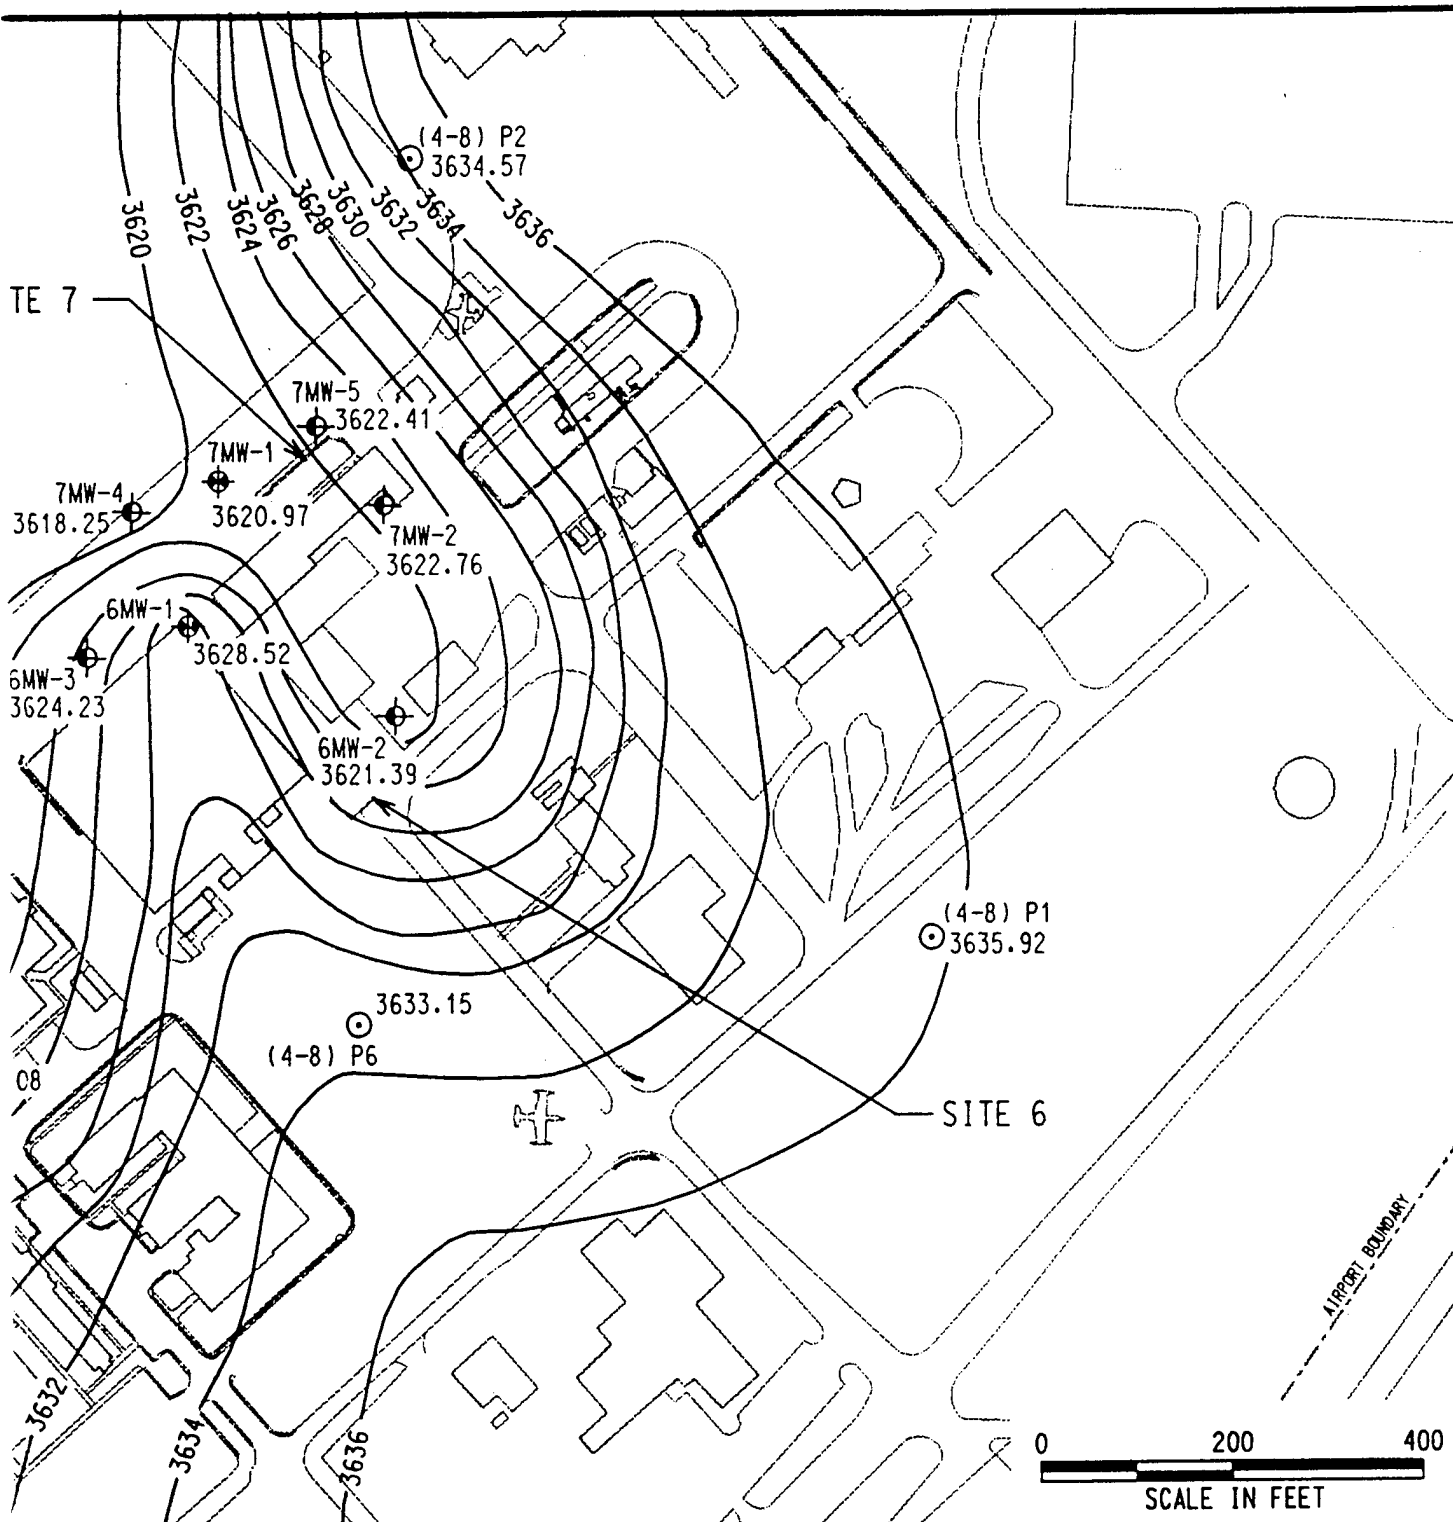 (4-8) P2
3634.57
3620
3622
3624
3626
3628
3630
3632
3634
3636
TE 7
7MW-5
3622.41
7MW-1
3620.97
7MW-4
3618.25
7MW-2
3622.76
6MW-1
3628.52
6MW-3
3624.23
6MW-2
3621.39
(4-8) P1
3635.92
3633.15
(4-8) P6
08
SITE 6
AIRPORT BOUNDARY
3632
3634
3636
0 200 400
SCALE IN FEET